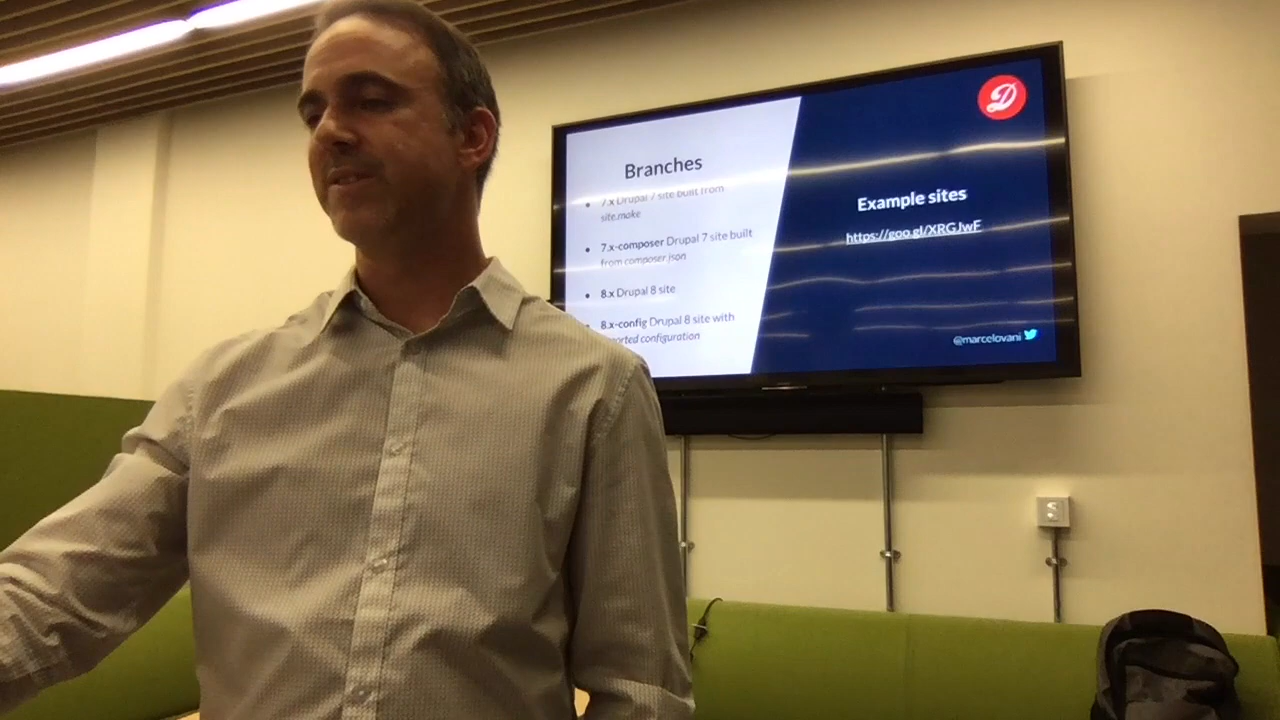 Branches
7.x Drupal 7 site built from
site.make
7.x-composer Drupal 7 site built
from composer.json
8.x Drupal 8 site
8.x-config Drupal 8 site with
configuration
Example sites
https://goo.gl/XRGJwF
@marcelovani
D